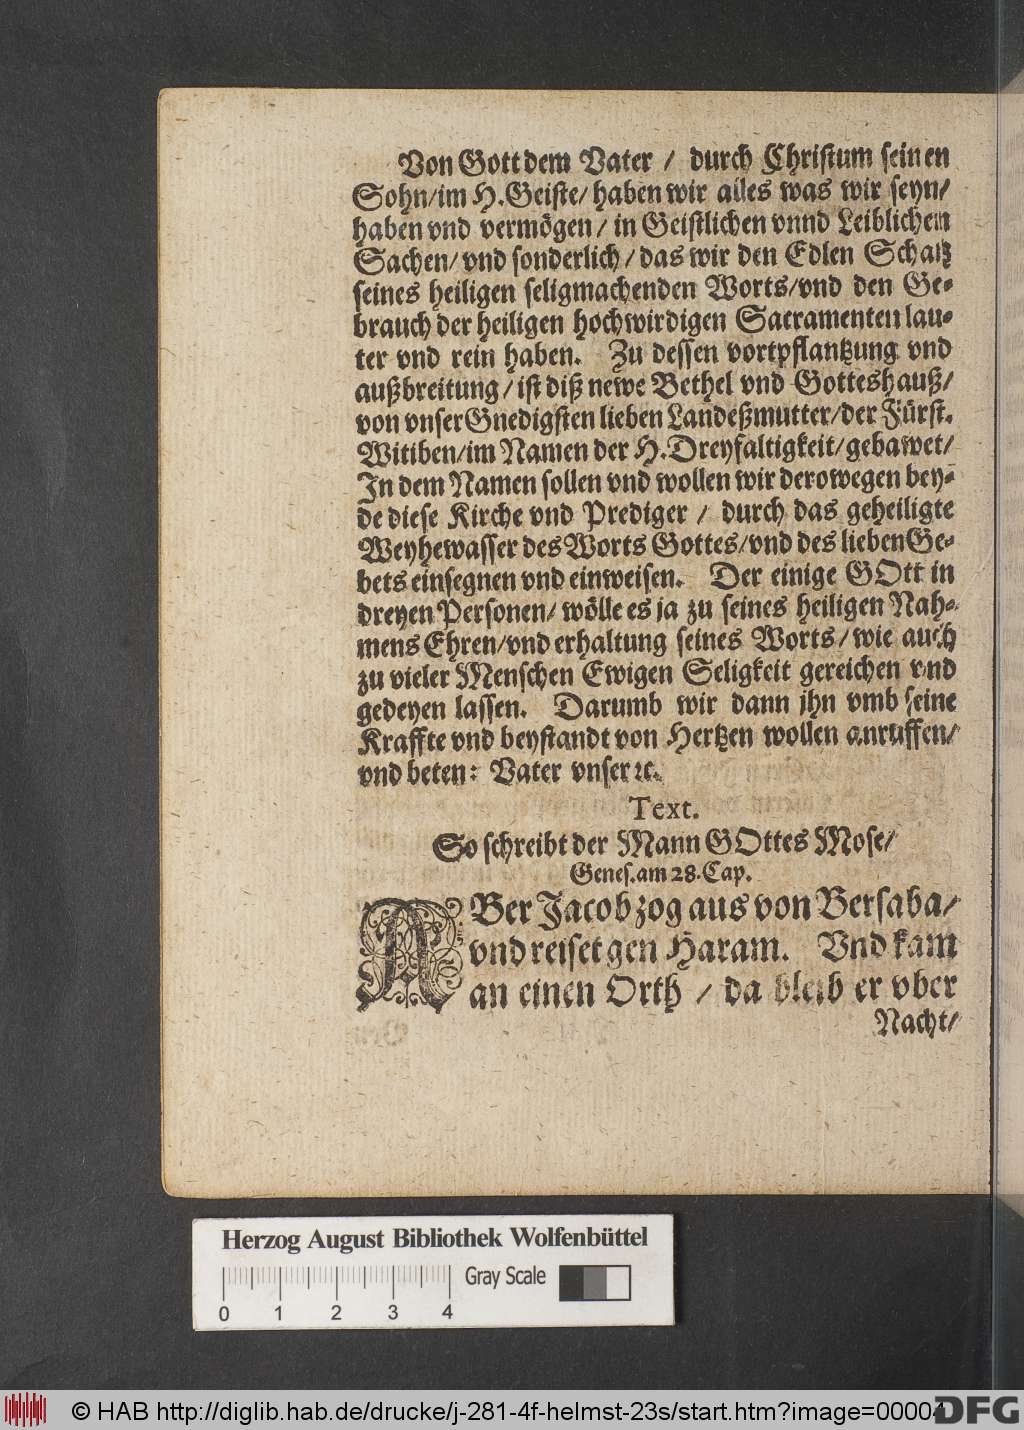 Von Gott dem Vater / durch Christum seinen
Sohn/im H. Geiste/ haben wir alles was wir seyn/
haben vnd vermögen / in Geistlichen vnnd Leiblichem
Sachen/ vnd sonderlich / das wir den Edlen Schatz
seines heiligen seligmachenden Worts/vnd den Ge-
brauch der heiligen hochwirdigen Sacramenten lau-
ter vnd rein haben. Zu dessen vortpflantzung vnd
außbreitung / ist diß newe Bethel vnd Gotteshauß/
von vnser Gnedigsten lieben Landeßmutter/der Fürst.
Witiben/im Namen der H. Dreyfaltigkeit/gebawet/
In dem Namen sollen vnd wollen wir derowegen bey-
de diese Kirche vnd Prediger / durch das geheiligte
Weyhewasser des Worts Gottes/vnd des lieben Ge-
bets einsegnen vnd einweisen. Der einige GOtt in
dreyen Personen/ wölle es ja zu seines heiligen Nah-
mens Ehren/vnd erhaltung seines Worts/ wie auch
zu vieler Menschen Ewigen Seligkeit gereichen vnd
gedeyen lassen. Darumb wir dann jhn vmb seine
Kraffte vnd beystandt von Hertzen wollen anruffen/
vnd beten: Vater vnser ꝛc.
Text.
So schreibt der Mann GOttes Mose/
Genes. am 28. Cap.
ABer Jacob zog aus von Bersaba/
vnd reiset gen Haram. Vnd kam
an einen Orth / da bleib er vber
Nacht/
Herzog August Bibliothek Wolfenbüttel
Gray Scale
0 1 2 3 4
© HAB http://diglib.hab.de/drucke/j-281-4f-helmst-23s/start.htm?image=00004
DFG